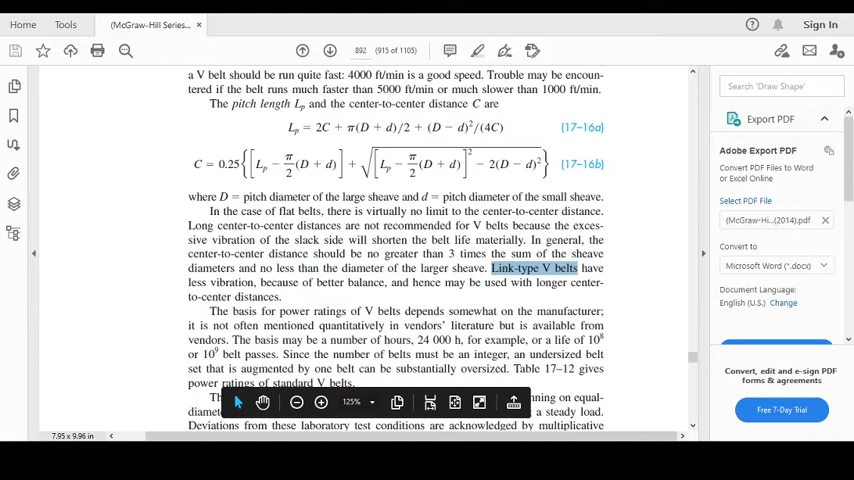 Home Tools (McGraw-Hill Series... × Sign In
892 (915 of 1105)
a V belt should be run quite fast: 4000 ft/min is a good speed. Trouble may be encoun-
tered if the belt runs much faster than 5000 ft/min or much slower than 1000 ft/min.
The pitch length Lp and the center-to-center distance C are
Lp = 2C + π(D + d)/2 + (D − d)²/(4C) (17–16a)
C = 0.25{[Lp − π/2(D + d)] + √([Lp − π/2(D + d)]² − 2(D − d)²)} (17–16b)
where D = pitch diameter of the large sheave and d = pitch diameter of the small sheave.
In the case of flat belts, there is virtually no limit to the center-to-center distance.
Long center-to-center distances are not recommended for V belts because the exces-
sive vibration of the slack side will shorten the belt life materially. In general, the
center-to-center distance should be no greater than 3 times the sum of the sheave
diameters and no less than the diameter of the larger sheave. Link-type V belts have
less vibration, because of better balance, and hence may be used with longer center-
to-center distances.
The basis for power ratings of V belts depends somewhat on the manufacturer;
it is not often mentioned quantitatively in vendors' literature but is available from
vendors. The basis may be a number of hours, 24 000 h, for example, or a life of 10⁸
or 10⁹ belt passes. Since the number of belts must be an integer, an undersized belt
set that is augmented by one belt can be substantially oversized. Table 17–12 gives
power ratings of standard V belts.
nning on equal-
diamet
a steady load.
Deviations from these laboratory test conditions are acknowledged by multiplicative
125%
7.95 x 9.96 in
Search 'Draw Shape'
Export PDF
Adobe Export PDF
Convert PDF Files to Word
or Excel Online
Select PDF File
(McGraw-Hi...(2014).pdf ×
Convert to
Microsoft Word (*.docx)
Document Language:
English (U.S.) Change
Convert, edit and e-sign PDF
forms & agreements
Free 7-Day Trial